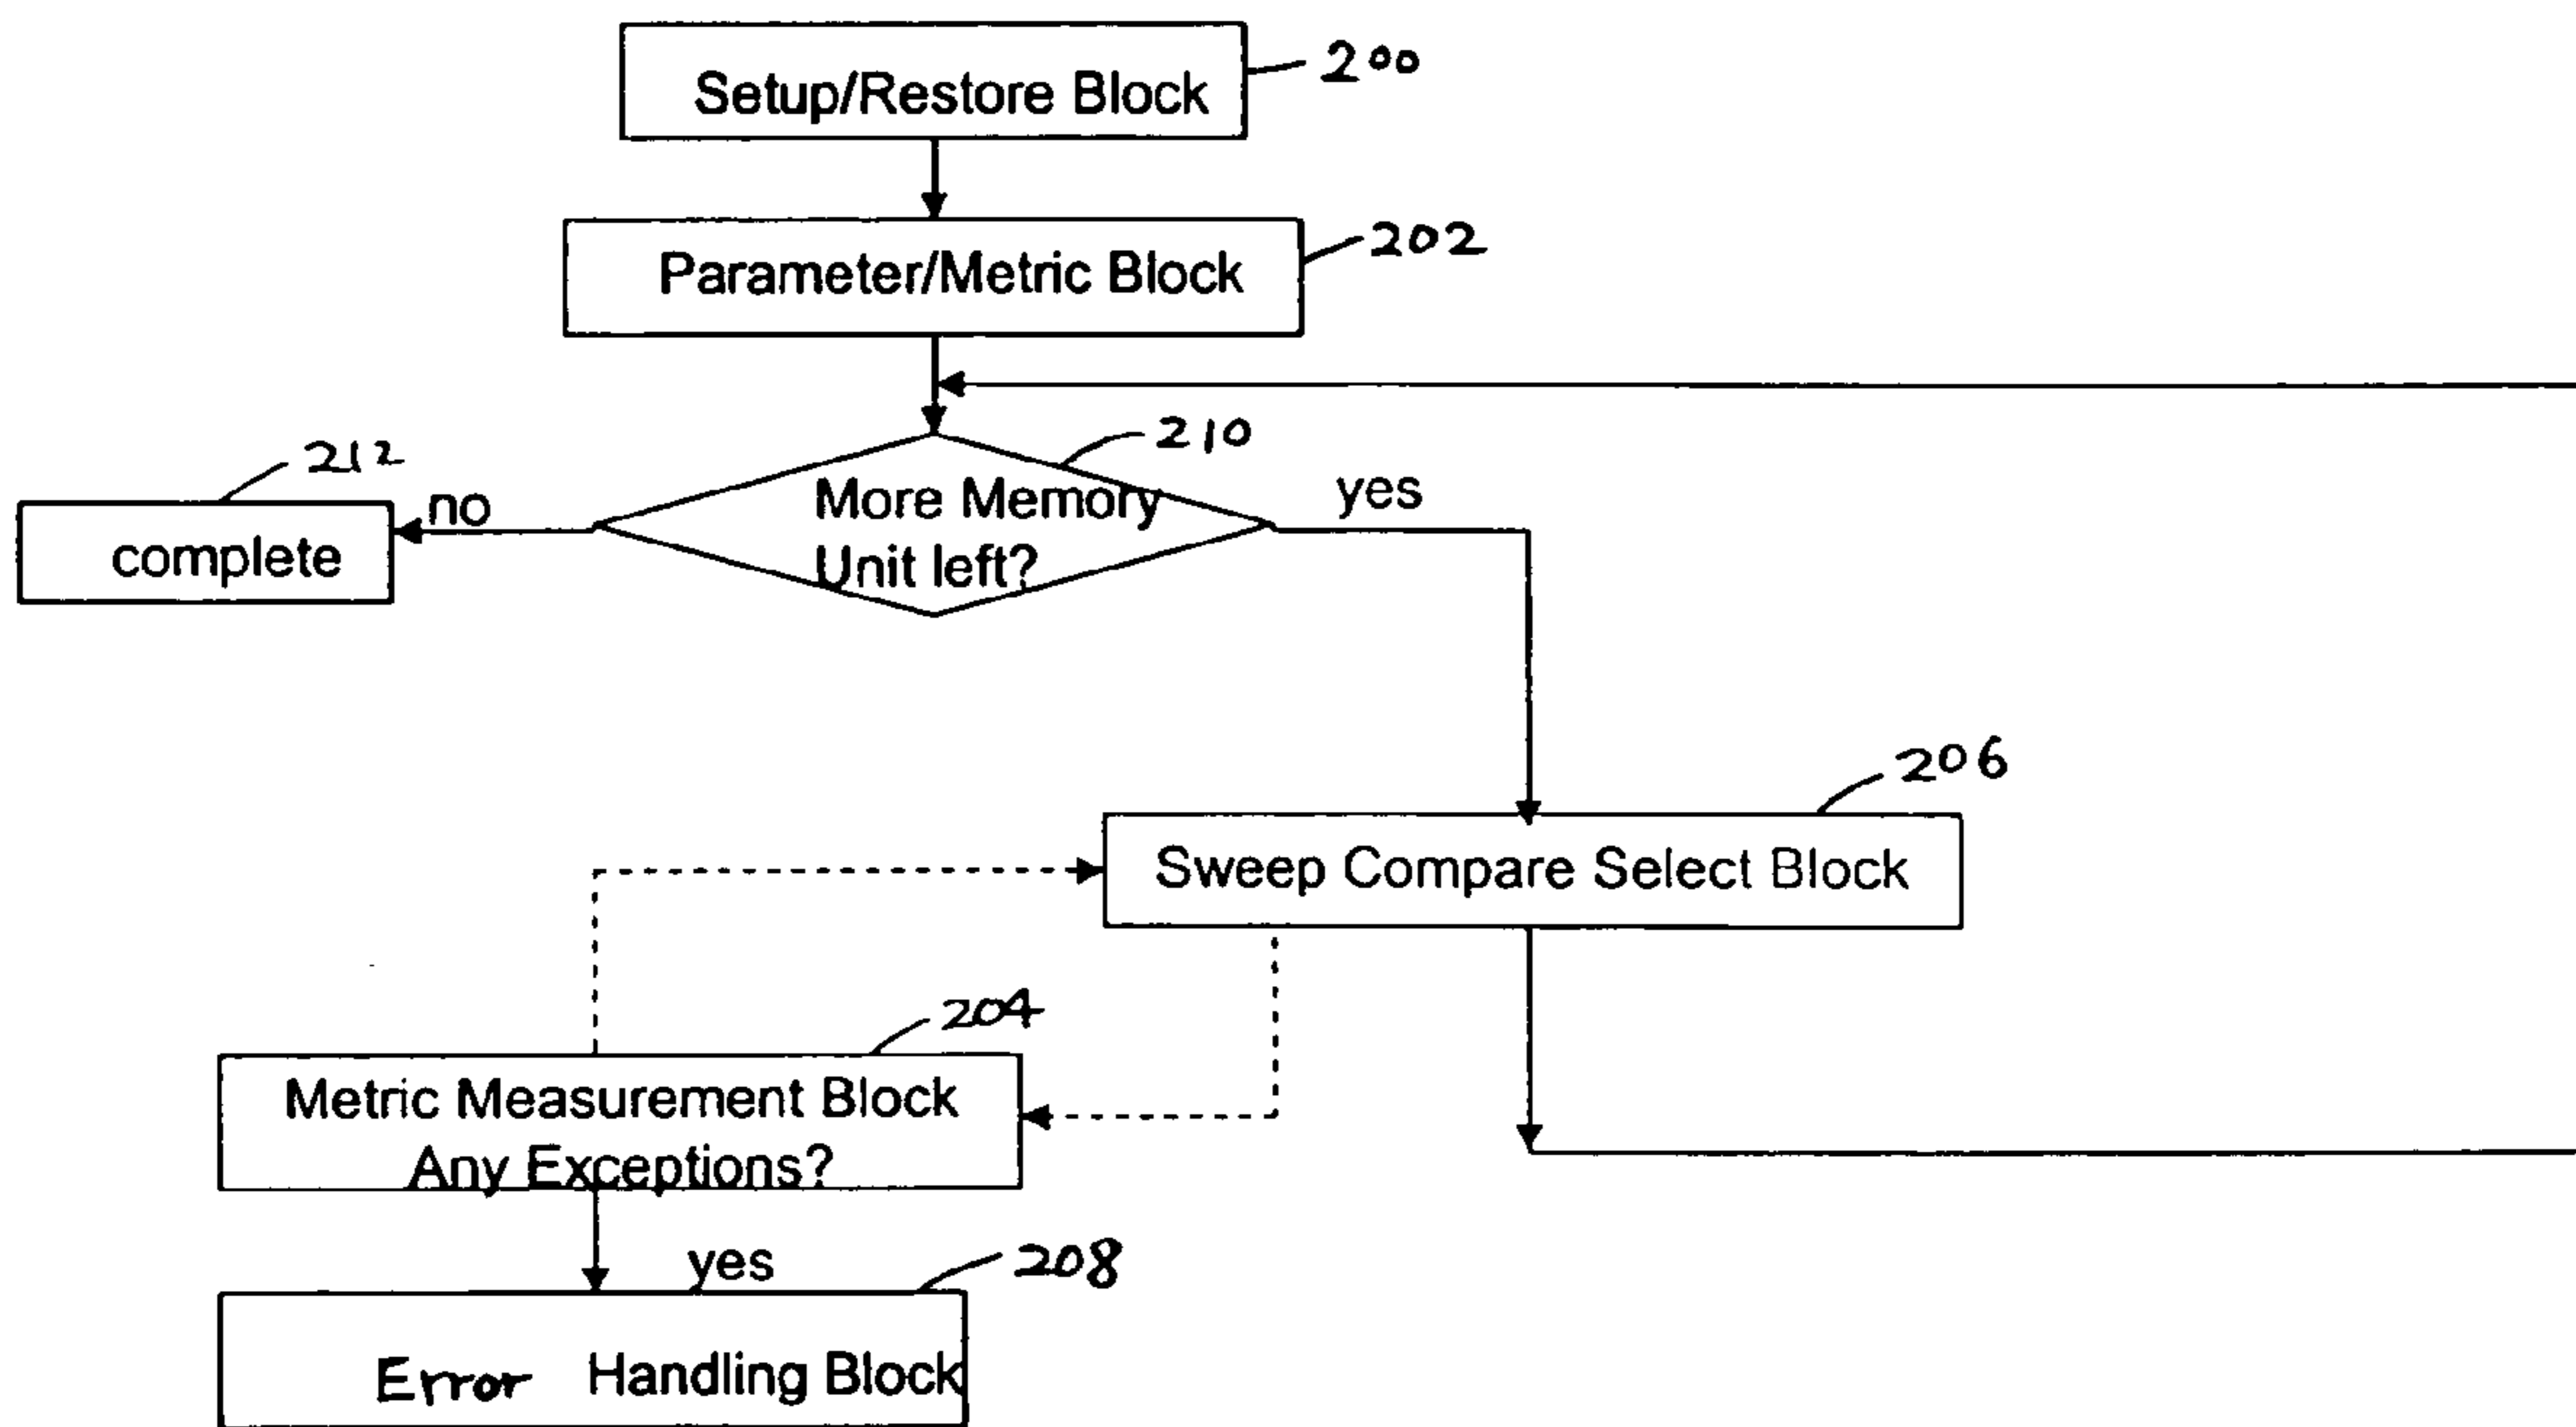 Setup/Restore Block
200
Parameter/Metric Block
202
210
212
no
More Memory
Unit left?
yes
complete
206
Sweep Compare Select Block
204
Metric Measurement Block
Any Exceptions?
yes
208
Error Handling Block